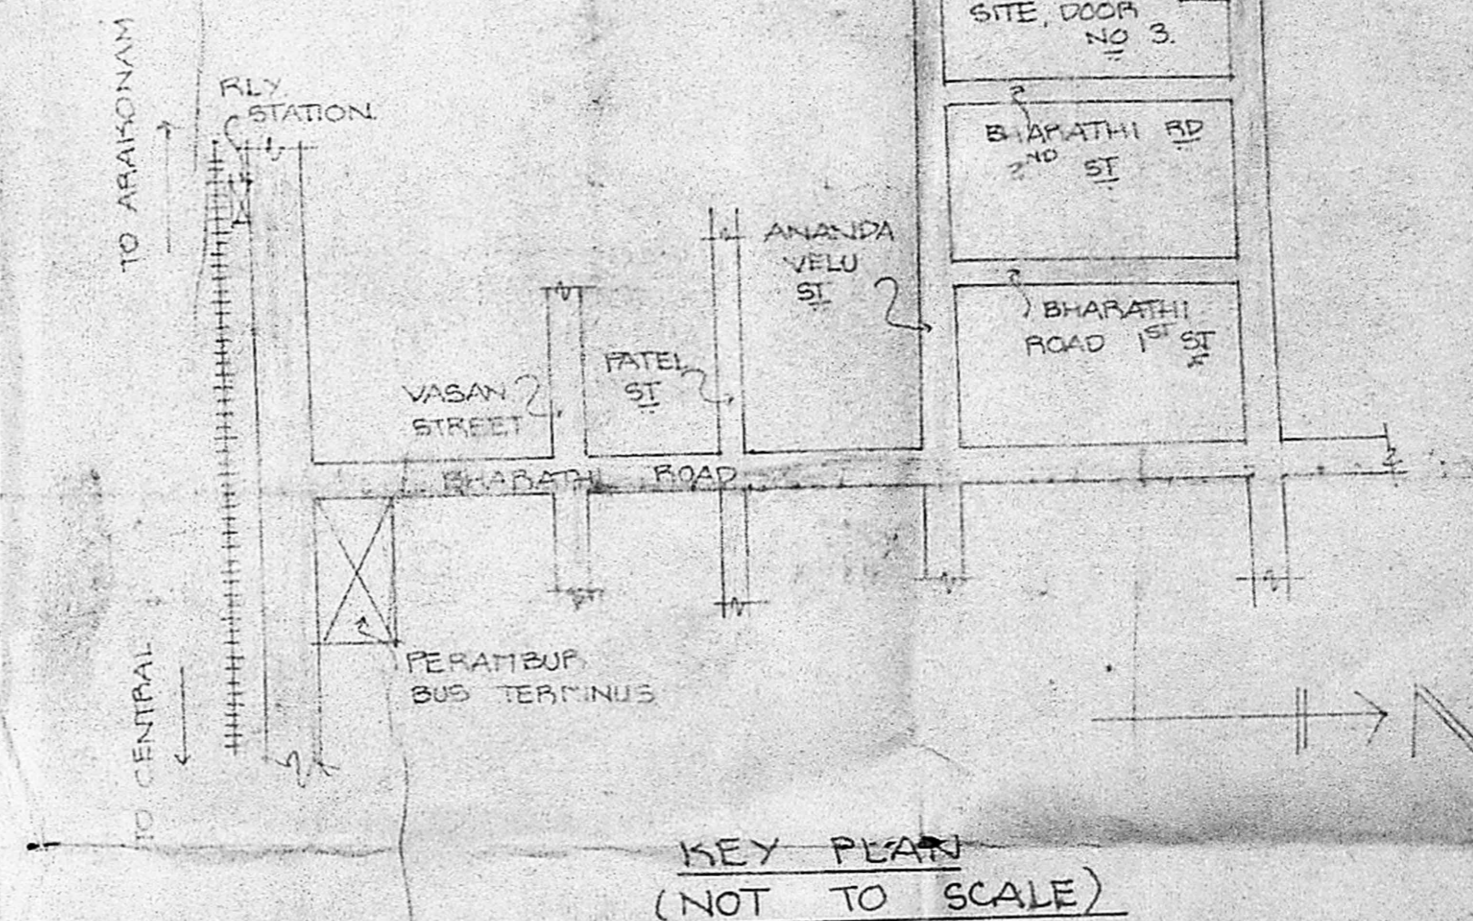 SITE, DOOR
NO 3.
TO ARAKONAM
RLY
STATION
BHARATHI RD
2ND ST
ANANDA
VELU
ST
BHARATHI
ROAD 1ST ST
PATEL
ST
VASAN
STREET
BHARATHI ROAD
PERAMBUR
BUS TERMINUS
TO CENTRAL
N
KEY PLAN
(NOT TO SCALE)